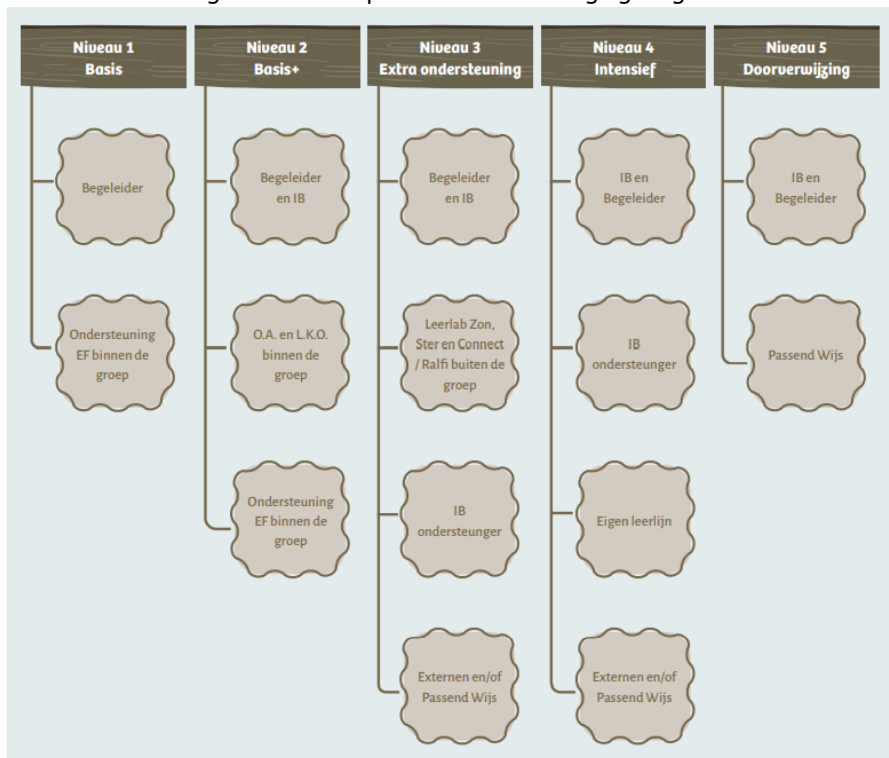 Niveau 1
Basis
Begeleider
Ondersteuning
EF binnen de
groep
Niveau 2
Basis+
Begeleider
en IB
O.A. en L.K.O.
binnen de
groep
Ondersteuning
EF binnen de
groep
Niveau 3
Extra ondersteuning
Begeleider
en IB
Leerlab Zon,
Ster en Connect
/ Ralfi buiten de
groep
IB
ondersteunger
Externen en/of
Passend Wijs
Niveau 4
Intensief
IB en
Begeleider
IB
ondersteunger
Eigen leerlijn
Externen en/of
Passend Wijs
Niveau 5
Doorverwijzing
IB en
Begeleider
Passend Wijs